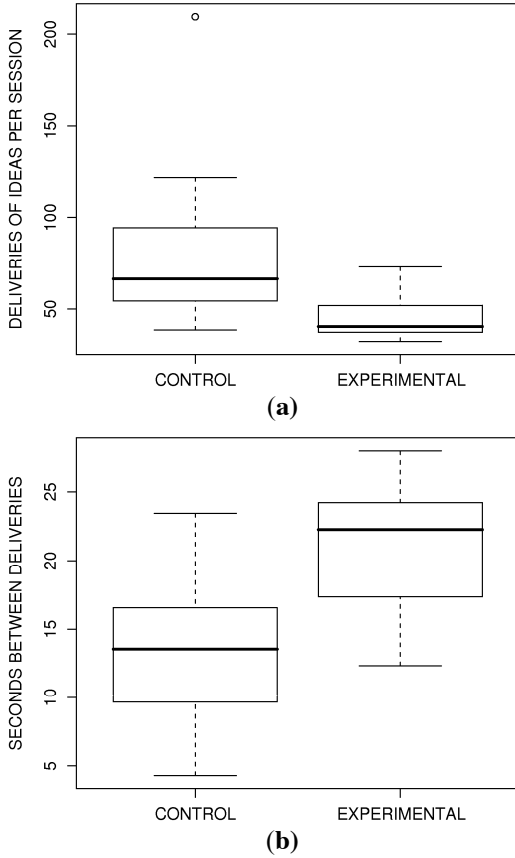 DELIVERIES OF IDEAS PER SESSION
200
150
100
50
CONTROL EXPERIMENTAL
(a)
SECONDS BETWEEN DELIVERIES
25
20
15
10
5
CONTROL EXPERIMENTAL
(b)